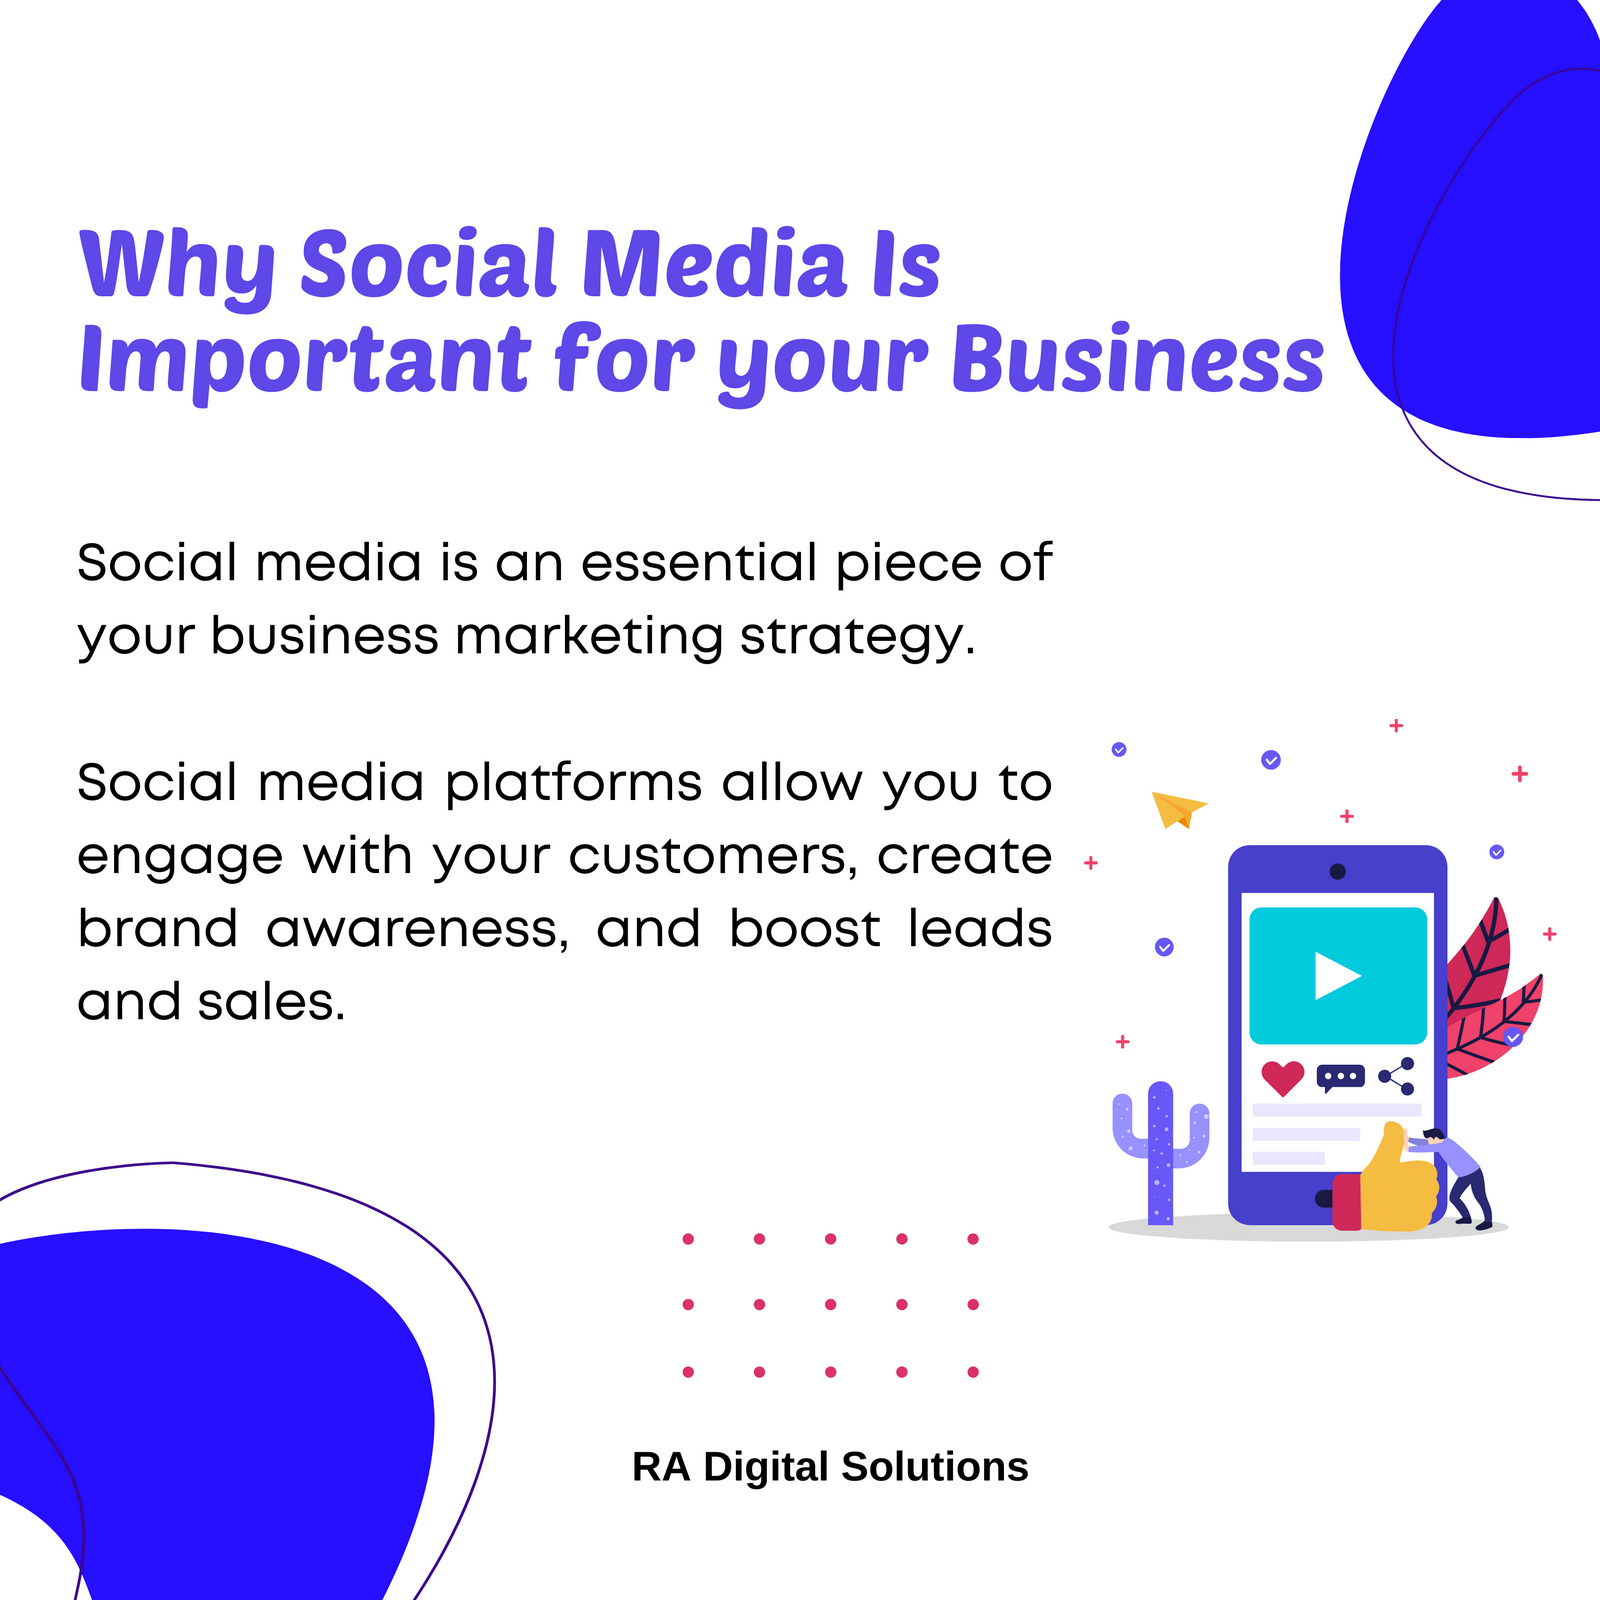 Why Social Media Is
Important for your Business
Social media is an essential piece of
your business marketing strategy.
Social media platforms allow you to
engage with your customers, create
brand awareness, and boost leads
and sales.
RA Digital Solutions